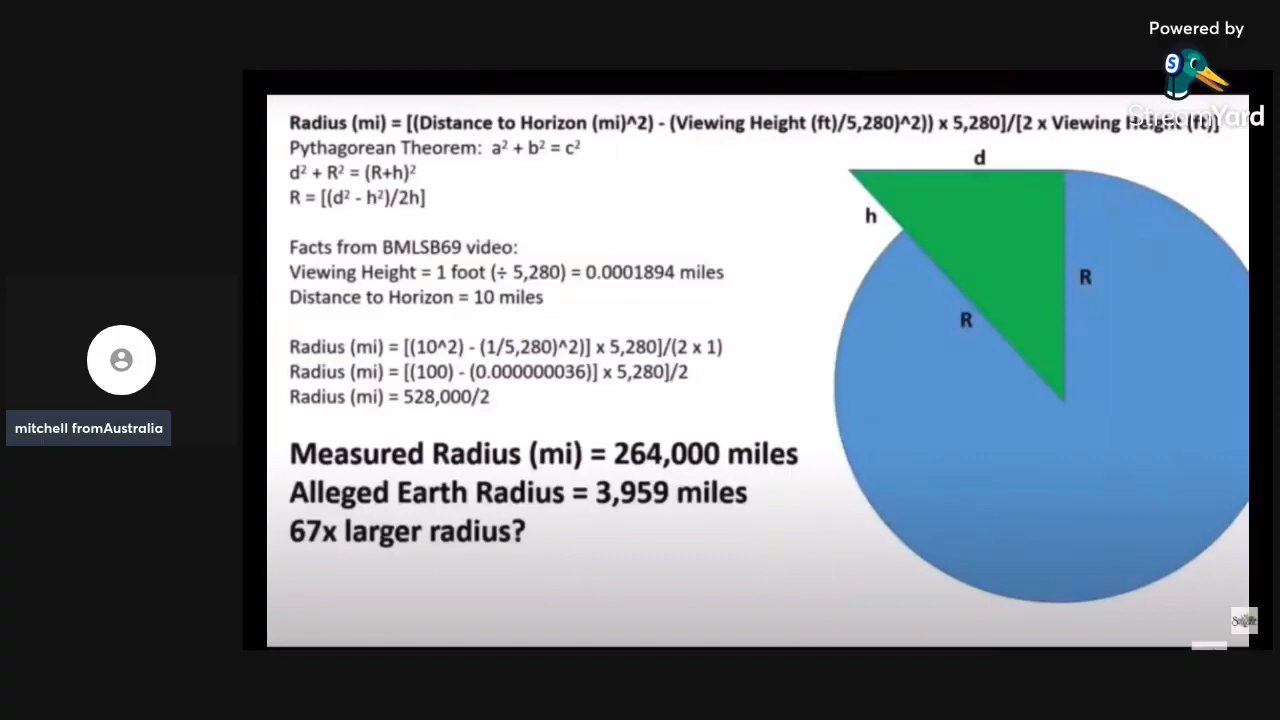 Powered by
S
StreamYard
Radius (mi) = [((Distance to Horizon (mi)^2) - (Viewing Height (ft)/5,280)^2)) x 5,280]/[2 x Viewing Height (ft)]
Pythagorean Theorem: a² + b² = c²
d² + R² = (R+h)²
R = [(d² - h²)/2h]
d
h
R
R
Facts from BMLSB69 video:
Viewing Height = 1 foot (÷ 5,280) = 0.0001894 miles
Distance to Horizon = 10 miles
Radius (mi) = [(10^2) - (1/5,280)^2)] x 5,280]/(2 x 1)
Radius (mi) = [(100) - (0.000000036)] x 5,280]/2
Radius (mi) = 528,000/2
Measured Radius (mi) = 264,000 miles
Alleged Earth Radius = 3,959 miles
67x larger radius?
mitchell fromAustralia